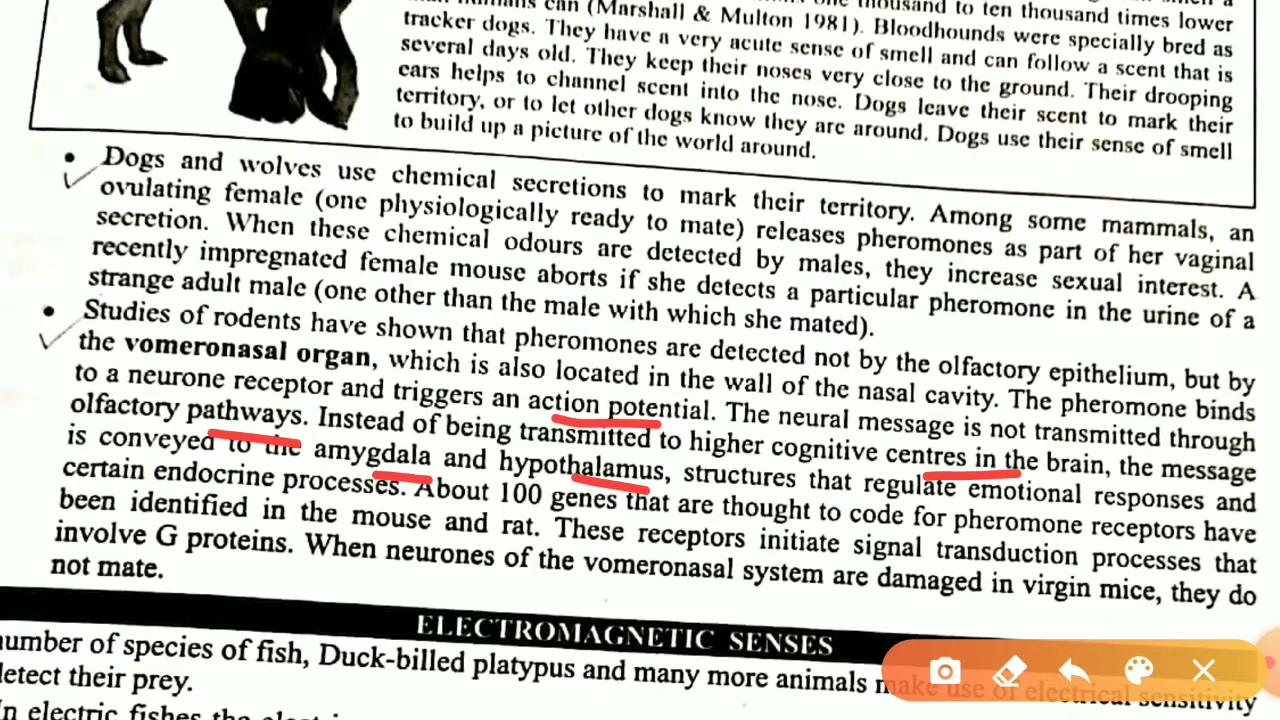 can (Marshall & Multon 1981). Bloodhounds were specially bred as
thousand to ten thousand times lower
tracker dogs. They have a very acute sense of smell and can follow a scent that is
several days old. They keep their noses very close to the ground. Their drooping
ears helps to channel scent into the nose. Dogs leave their scent to mark their
territory, or to let other dogs know they are around. Dogs use their sense of smell
to build up a picture of the world around.
• Dogs and wolves use chemical secretions to mark their territory. Among some mammals, an
ovulating female (one physiologically ready to mate) releases pheromones as part of her vaginal
secretion. When these chemical odours are detected by males, they increase sexual interest. A
recently impregnated female mouse aborts if she detects a particular pheromone in the urine of a
strange adult male (one other than the male with which she mated).
• Studies of rodents have shown that pheromones are detected not by the olfactory epithelium, but by
the vomeronasal organ, which is also located in the wall of the nasal cavity. The pheromone binds
to a neurone receptor and triggers an action potential. The neural message is not transmitted through
olfactory pathways. Instead of being transmitted to higher cognitive centres in the brain, the message
is conveyed to the amygdala and hypothalamus, structures that regulate emotional responses and
certain endocrine processes. About 100 genes that are thought to code for pheromone receptors have
been identified in the mouse and rat. These receptors initiate signal transduction processes that
involve G proteins. When neurones of the vomeronasal system are damaged in virgin mice, they do
not mate.
ELECTROMAGNETIC SENSES
number of species of fish, Duck-billed platypus and many more animals make use of electrical sensitivity
detect their prey.
In electric fishes the